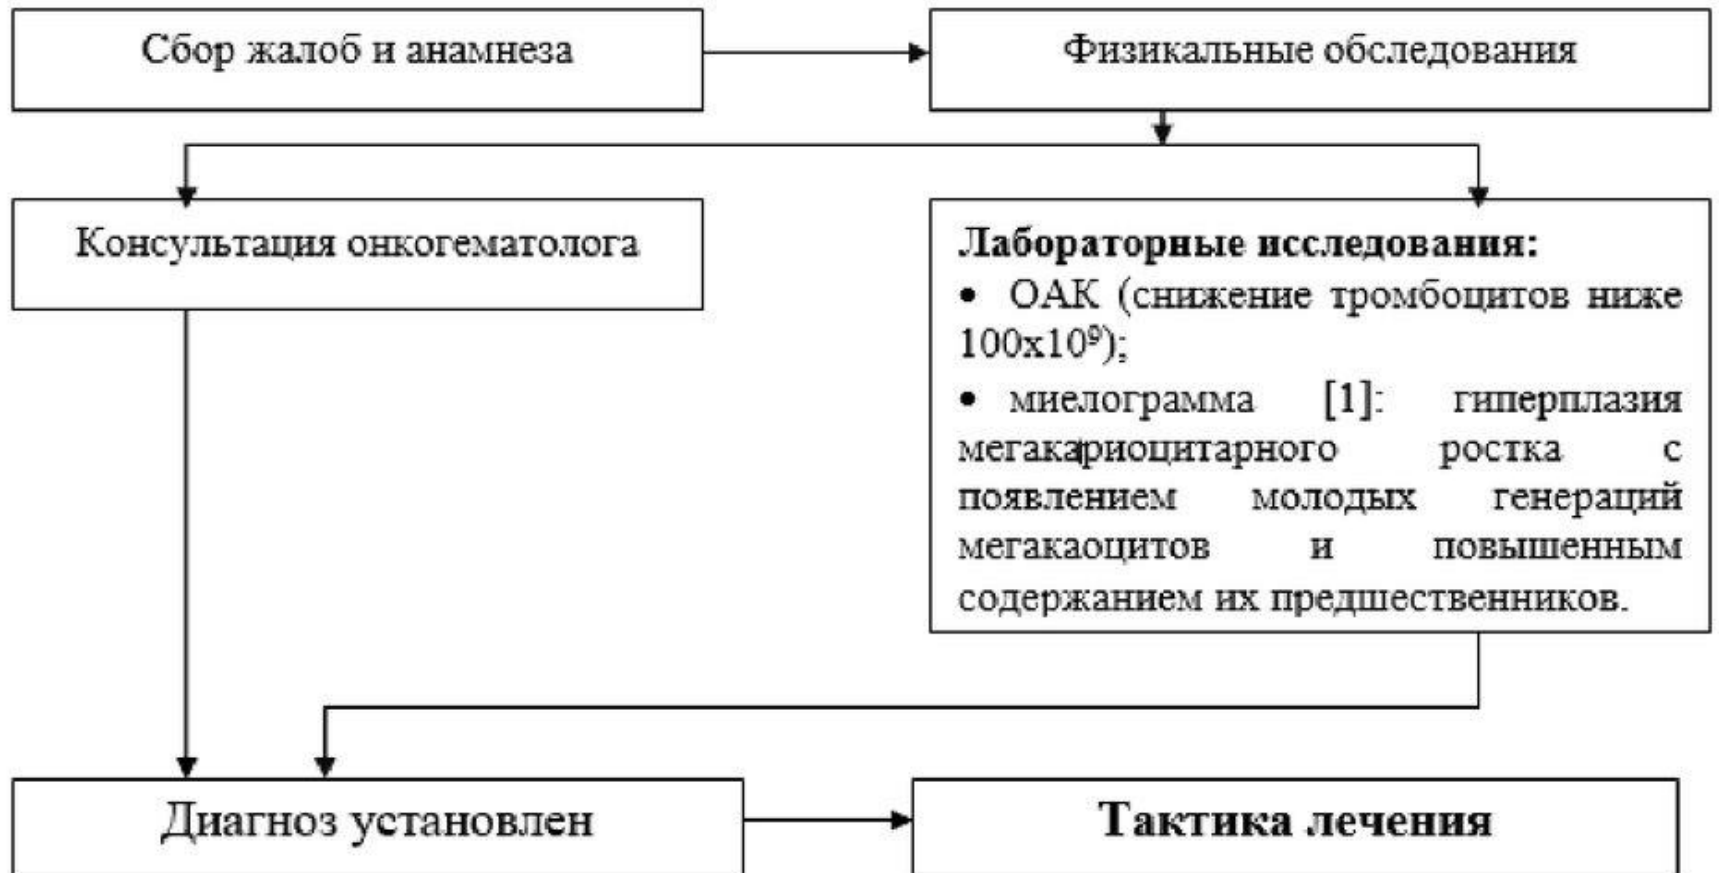 Сбор жалоб и анамнеза
Физикальные обследования
Консультация онкогематолога
Лабораторные исследования:
• ОАК (снижение тромбоцитов ниже
100х10⁹);
• миелограмма [1]: гиперплазия
мегакариоцитарного ростка с
появлением молодых генераций
мегакаоцитов и повышенным
содержанием их предшественников.
Диагноз установлен
Тактика лечения